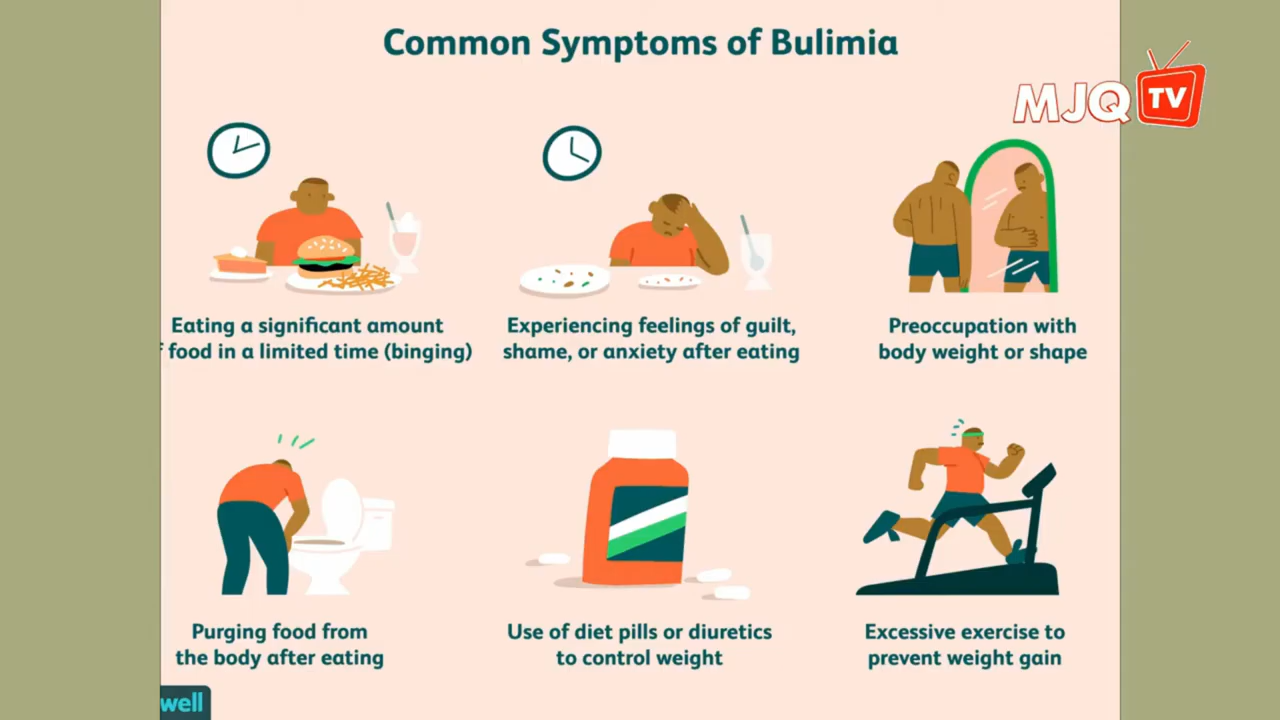 Common Symptoms of Bulimia
MJQ TV
Eating a significant amount
f food in a limited time (binging)
Experiencing feelings of guilt,
shame, or anxiety after eating
Preoccupation with
body weight or shape
Purging food from
the body after eating
Use of diet pills or diuretics
to control weight
Excessive exercise to
prevent weight gain
well